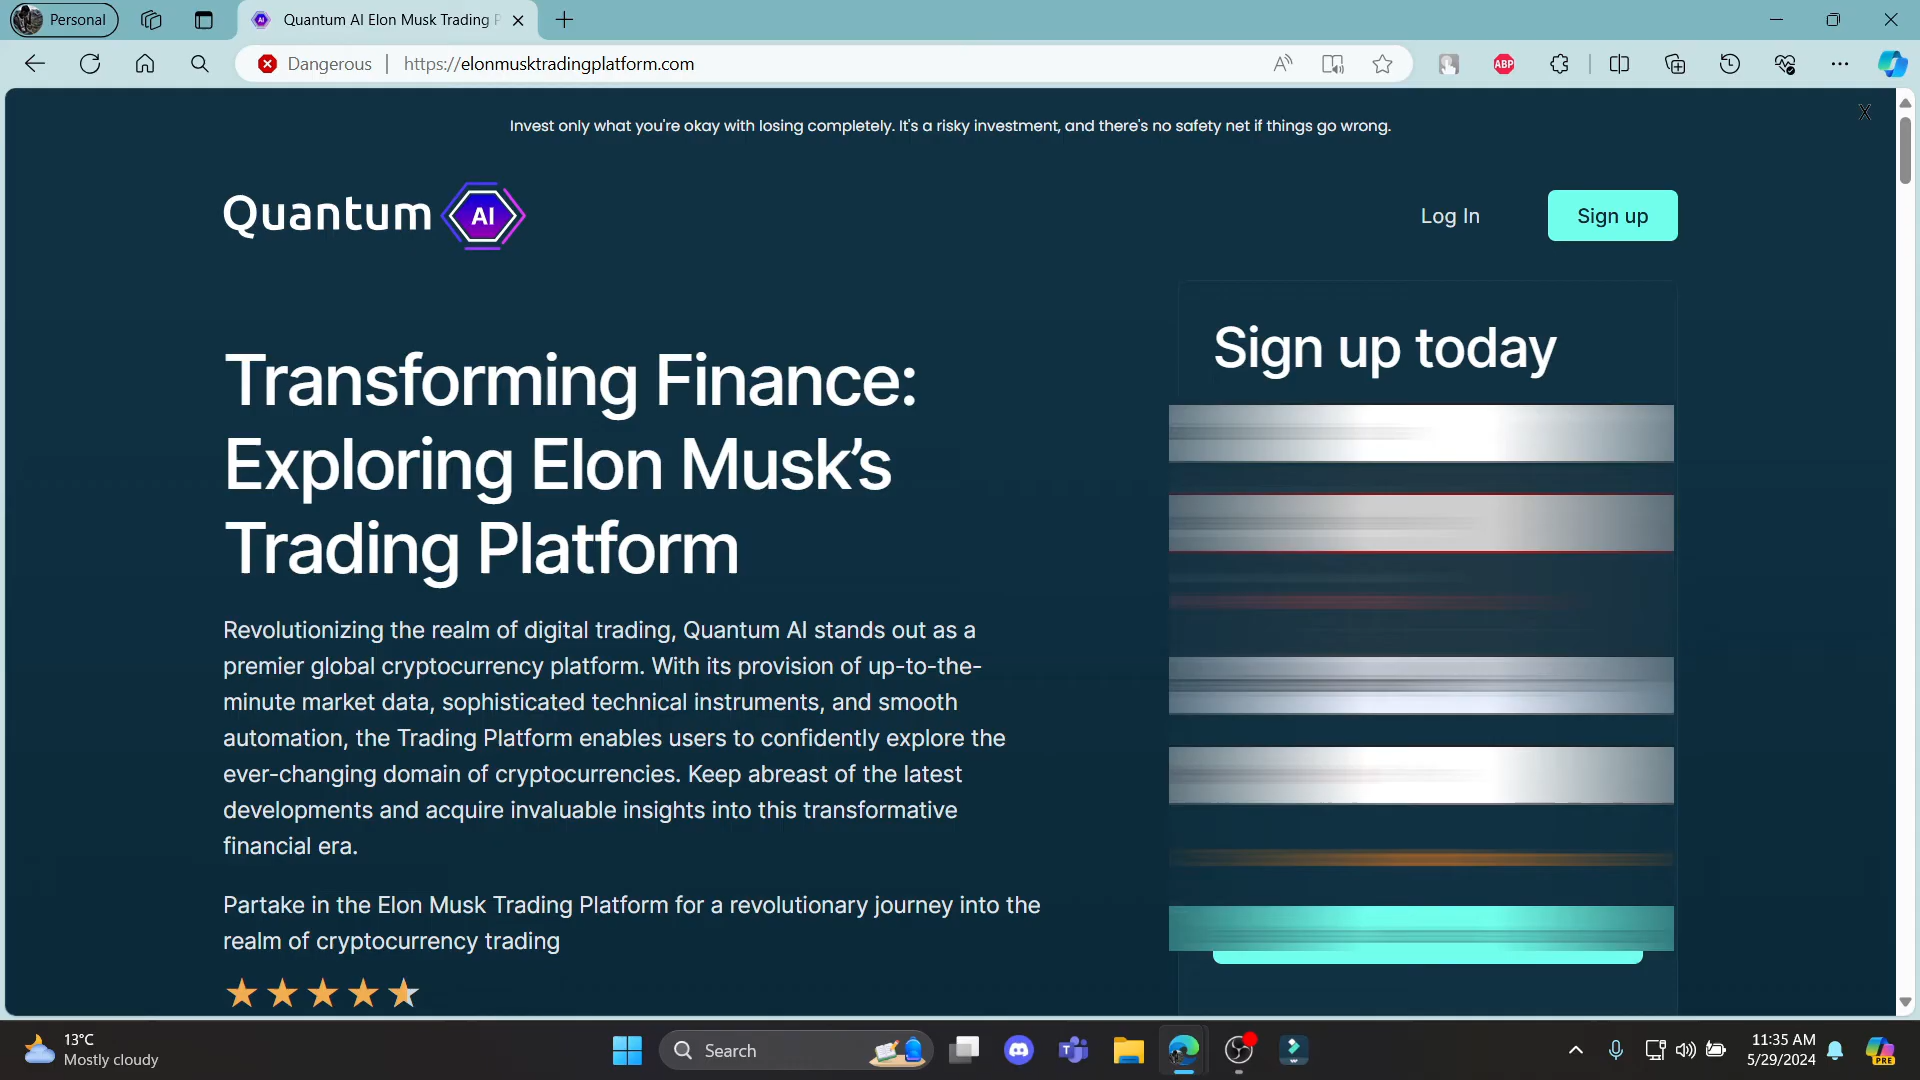 Personal
Quantum AI Elon Musk Trading P
Dangerous
https://elonmusktradingplatform.com
ABP
X
Invest only what you're okay with losing completely. It's a risky investment, and there's no safety net if things go wrong.
Quantum AI
Log In
Sign up
Transforming Finance:
Exploring Elon Musk’s
Trading Platform
Revolutionizing the realm of digital trading, Quantum AI stands out as a
premier global cryptocurrency platform. With its provision of up-to-the-
minute market data, sophisticated technical instruments, and smooth
automation, the Trading Platform enables users to confidently explore the
ever-changing domain of cryptocurrencies. Keep abreast of the latest
developments and acquire invaluable insights into this transformative
financial era.
Partake in the Elon Musk Trading Platform for a revolutionary journey into the
realm of cryptocurrency trading
Sign up today
13°C
Mostly cloudy
Search
11:35 AM
5/29/2024
PRE